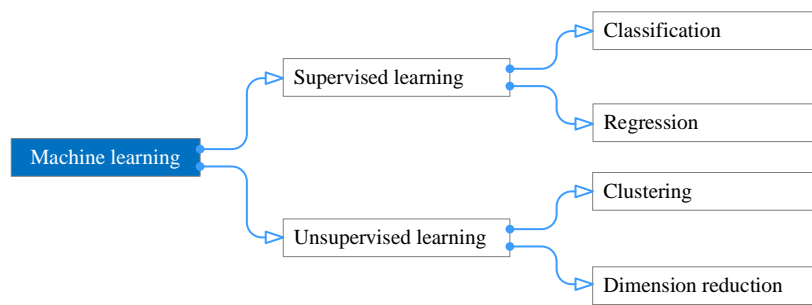 Machine learning
Supervised learning
Classification
Regression
Unsupervised learning
Clustering
Dimension reduction